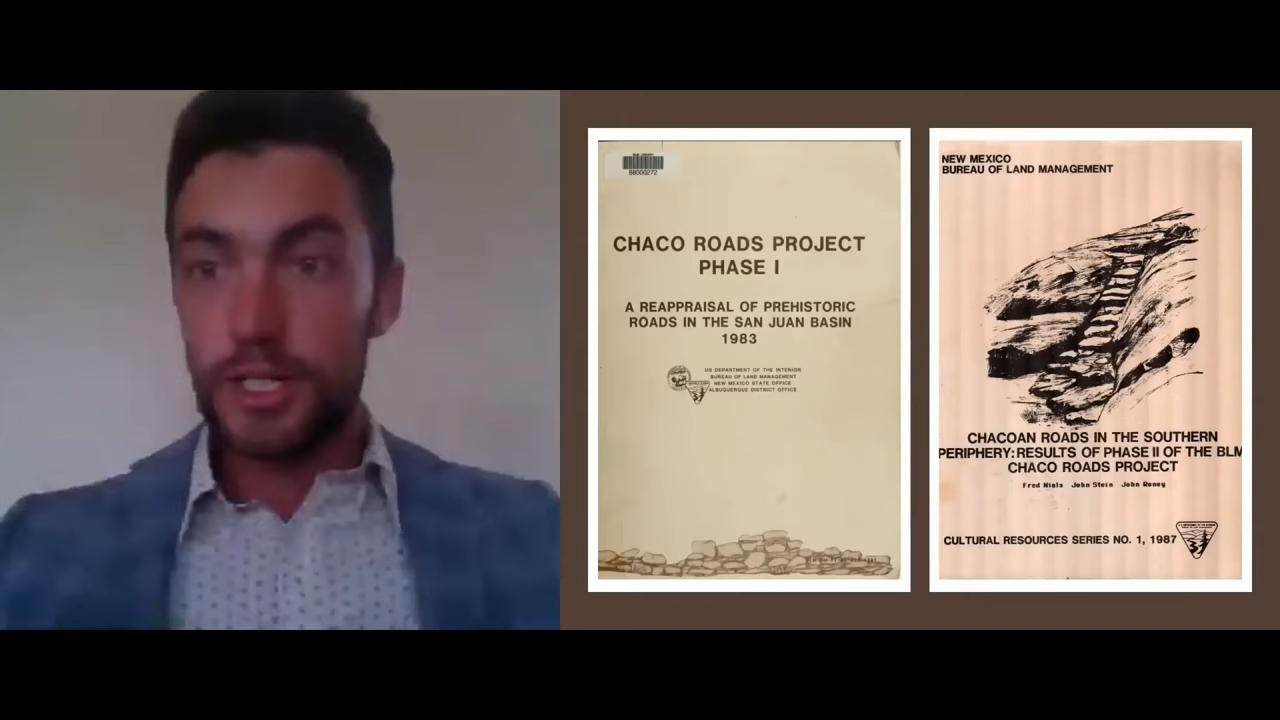 88000272
CHACO ROADS PROJECT
PHASE I
A REAPPRAISAL OF PREHISTORIC
ROADS IN THE SAN JUAN BASIN
1983
US DEPARTMENT OF THE INTERIOR
BUREAU OF LAND MANAGEMENT
NEW MEXICO STATE OFFICE
ALBUQUERQUE DISTRICT OFFICE
NEW MEXICO
BUREAU OF LAND MANAGEMENT
CHACOAN ROADS IN THE SOUTHERN
PERIPHERY: RESULTS OF PHASE II OF THE BLM
CHACO ROADS PROJECT
Fred Nials John Stein John Roney
CULTURAL RESOURCES SERIES NO. 1, 1987